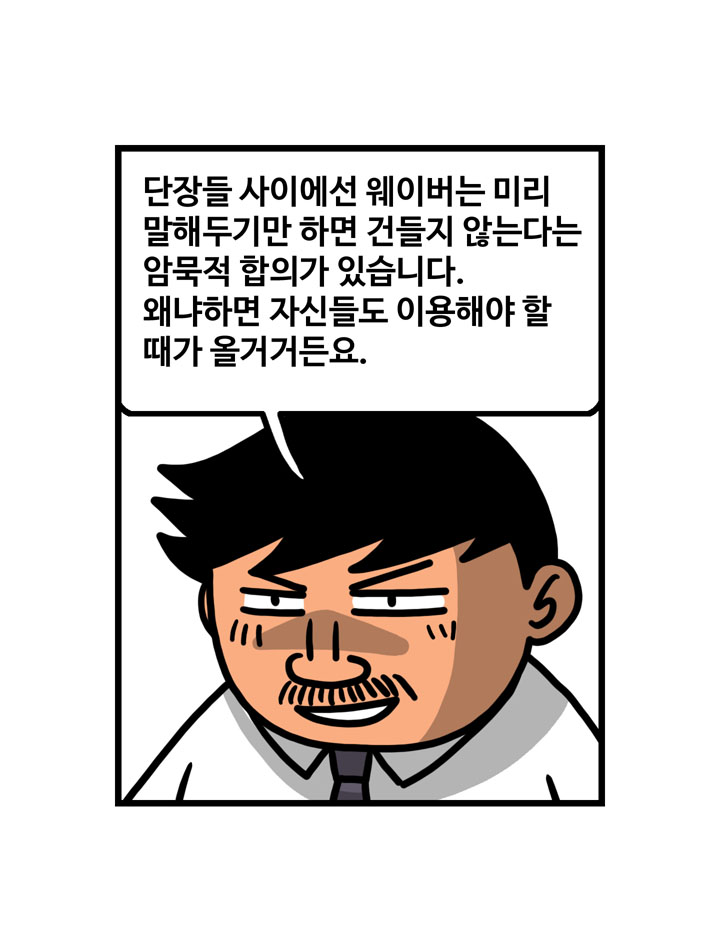 단장들 사이에선 웨이버는 미리
말해두기만 하면 건들지 않는다는
암묵적 합의가 있습니다.
왜냐하면 자신들도 이용해야 할
때가 올거거든요.